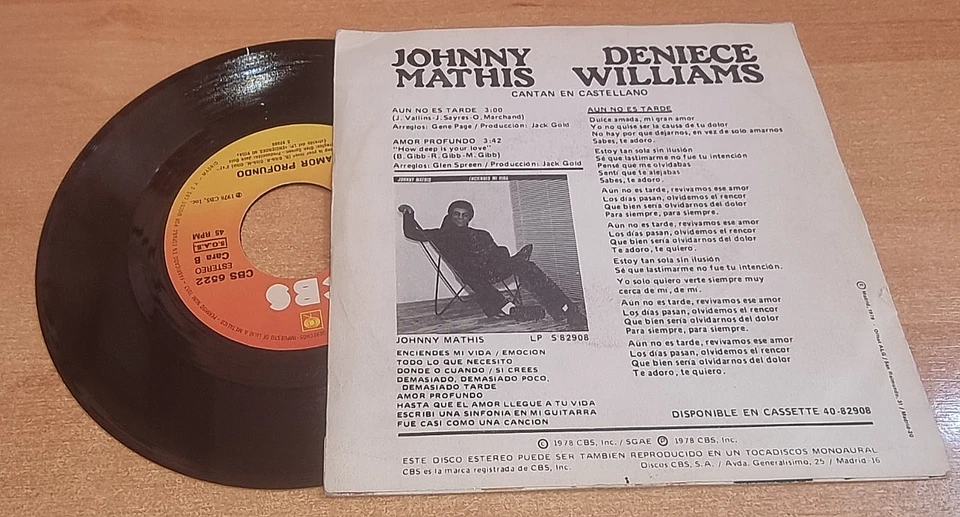 JOHNNY MATHIS
DENIECE WILLIAMS
CANTAN EN CASTELLANO
AUN NO ES TARDE 3:00
(J. Vallins-J. Sayres-O. Marchand)
Arreglos: Gene Page / Producción: Jack Gold
AMOR PROFUNDO 3:42
"How deep is your love"
(B. Gibb-R. Gibb-M. Gibb)
Arreglos: Glen Spreen / Producción: Jack Gold
JOHNNY MATHIS ENCIENDES MI VIDA
JOHNNY MATHIS LP S 82908
ENCIENDES MI VIDA / EMOCION
TODO LO QUE NECESITO
DONDE O CUANDO / SI CREES
DEMASIADO, DEMASIADO POCO,
DEMASIADO TARDE
AMOR PROFUNDO
HASTA QUE EL AMOR LLEGUE A TU VIDA
ESCRIBI UNA SINFONIA EN MI GUITARRA
FUE CASI COMO UNA CANCION
AUN NO ES TARDE
Dulce amada, mi gran amor
Yo no quise ser la causa de tu dolor
No hay por que dejarnos, en vez de solo amarnos
Sabes, te adoro.
Estoy tan sola sin ilusión
Sé que lastimarme no fue tu intención
Pensé que me olvidabas
Sentí que te alejabas
Sabes, te adoro.
Aún no es tarde, revivamos ese amor
Los días pasan, olvidemos el rencor
Que bien sería olvidarnos del dolor
Para siempre, para siempre.
Aún no es tarde, revivamos ese amor
Los días pasan, olvidemos el rencor
Que bien sería olvidarnos del dolor
Te adoro, te quiero.
Estoy tan sola sin ilusión
Sé que lastimarme no fue tu intención.
Yo solo quiero verte siempre muy
cerca de mí, de mí.
Aún no es tarde, revivamos ese amor
Los días pasan, olvidemos el rencor
Que bien sería olvidarnos del dolor
Para siempre, para siempre.
Aún no es tarde, revivamos ese amor
Los días pasan, olvidemos el rencor
Que bien sería olvidarnos del dolor
Te adoro, te quiero.
DISPONIBLE EN CASSETTE 40-82908
© 1978 CBS, Inc. / SGAE ℗ 1978 CBS, Inc.
ESTE DISCO ESTEREO PUEDE SER TAMBIEN REPRODUCIDO EN UN TOCADISCOS MONOAURAL
CBS es la marca registrada de CBS, Inc. Discos CBS, S.A. / Avda. Generalísimo, 25 / Madrid-16
AMOR PROFUNDO
℗ 1978 CBS, Inc.
45 RPM
S.G.A.E.
Cara B
ESTEREO
CBS 6522
CBS